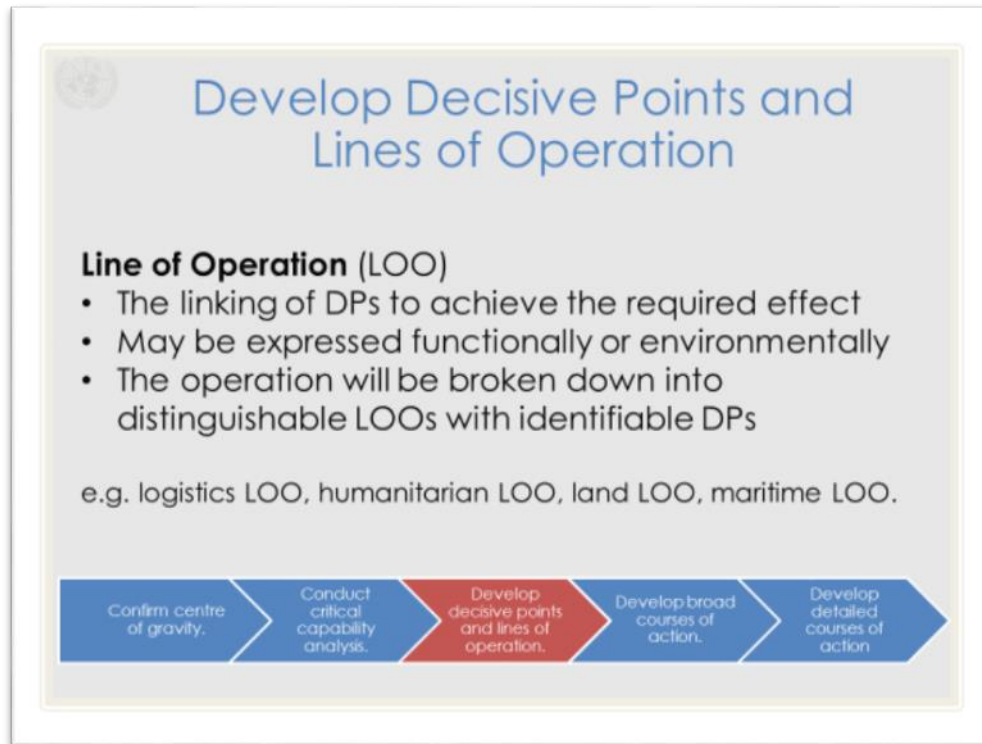 Develop Decisive Points and
Lines of Operation
Line of Operation (LOO)
• The linking of DPs to achieve the required effect
• May be expressed functionally or environmentally
• The operation will be broken down into
distinguishable LOOs with identifiable DPs
e.g. logistics LOO, humanitarian LOO, land LOO, maritime LOO.
Confirm centre
of gravity.
Conduct
critical
capability
analysis.
Develop
decisive points
and lines of
operation.
Develop broad
courses of
action.
Develop
detailed
courses of
action